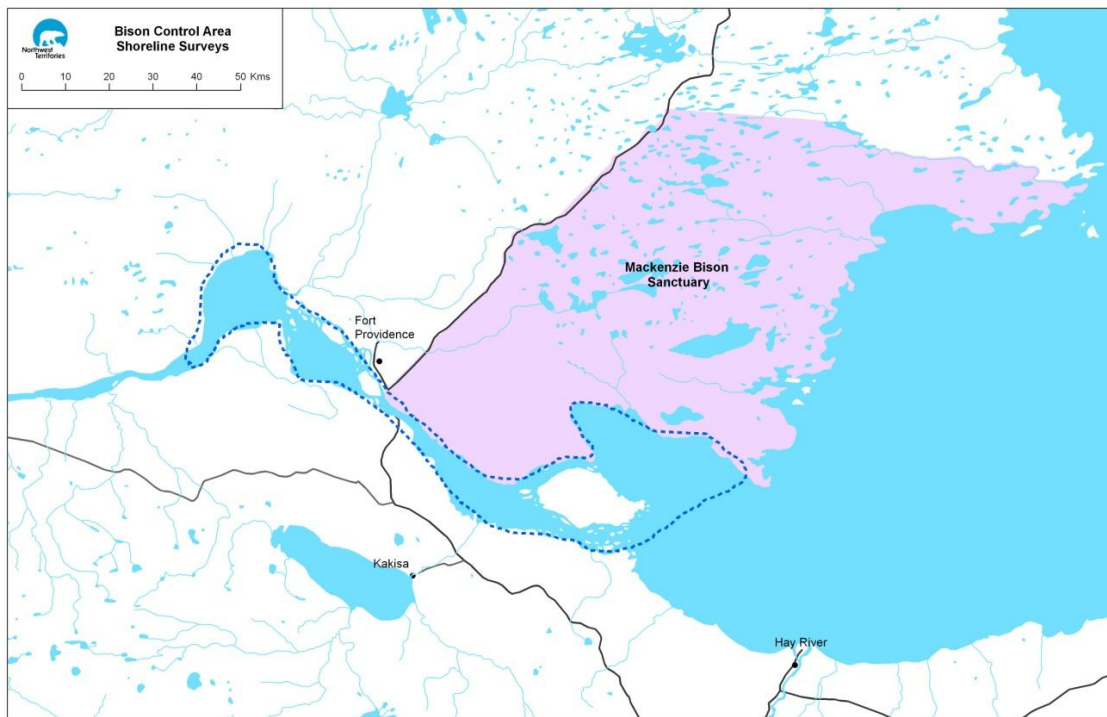 Northwest
Territories
Bison Control Area
Shoreline Surveys
0 10 20 30 40 50 Kms
Fort
Providence
Mackenzie Bison
Sanctuary
Kakisa
Hay River